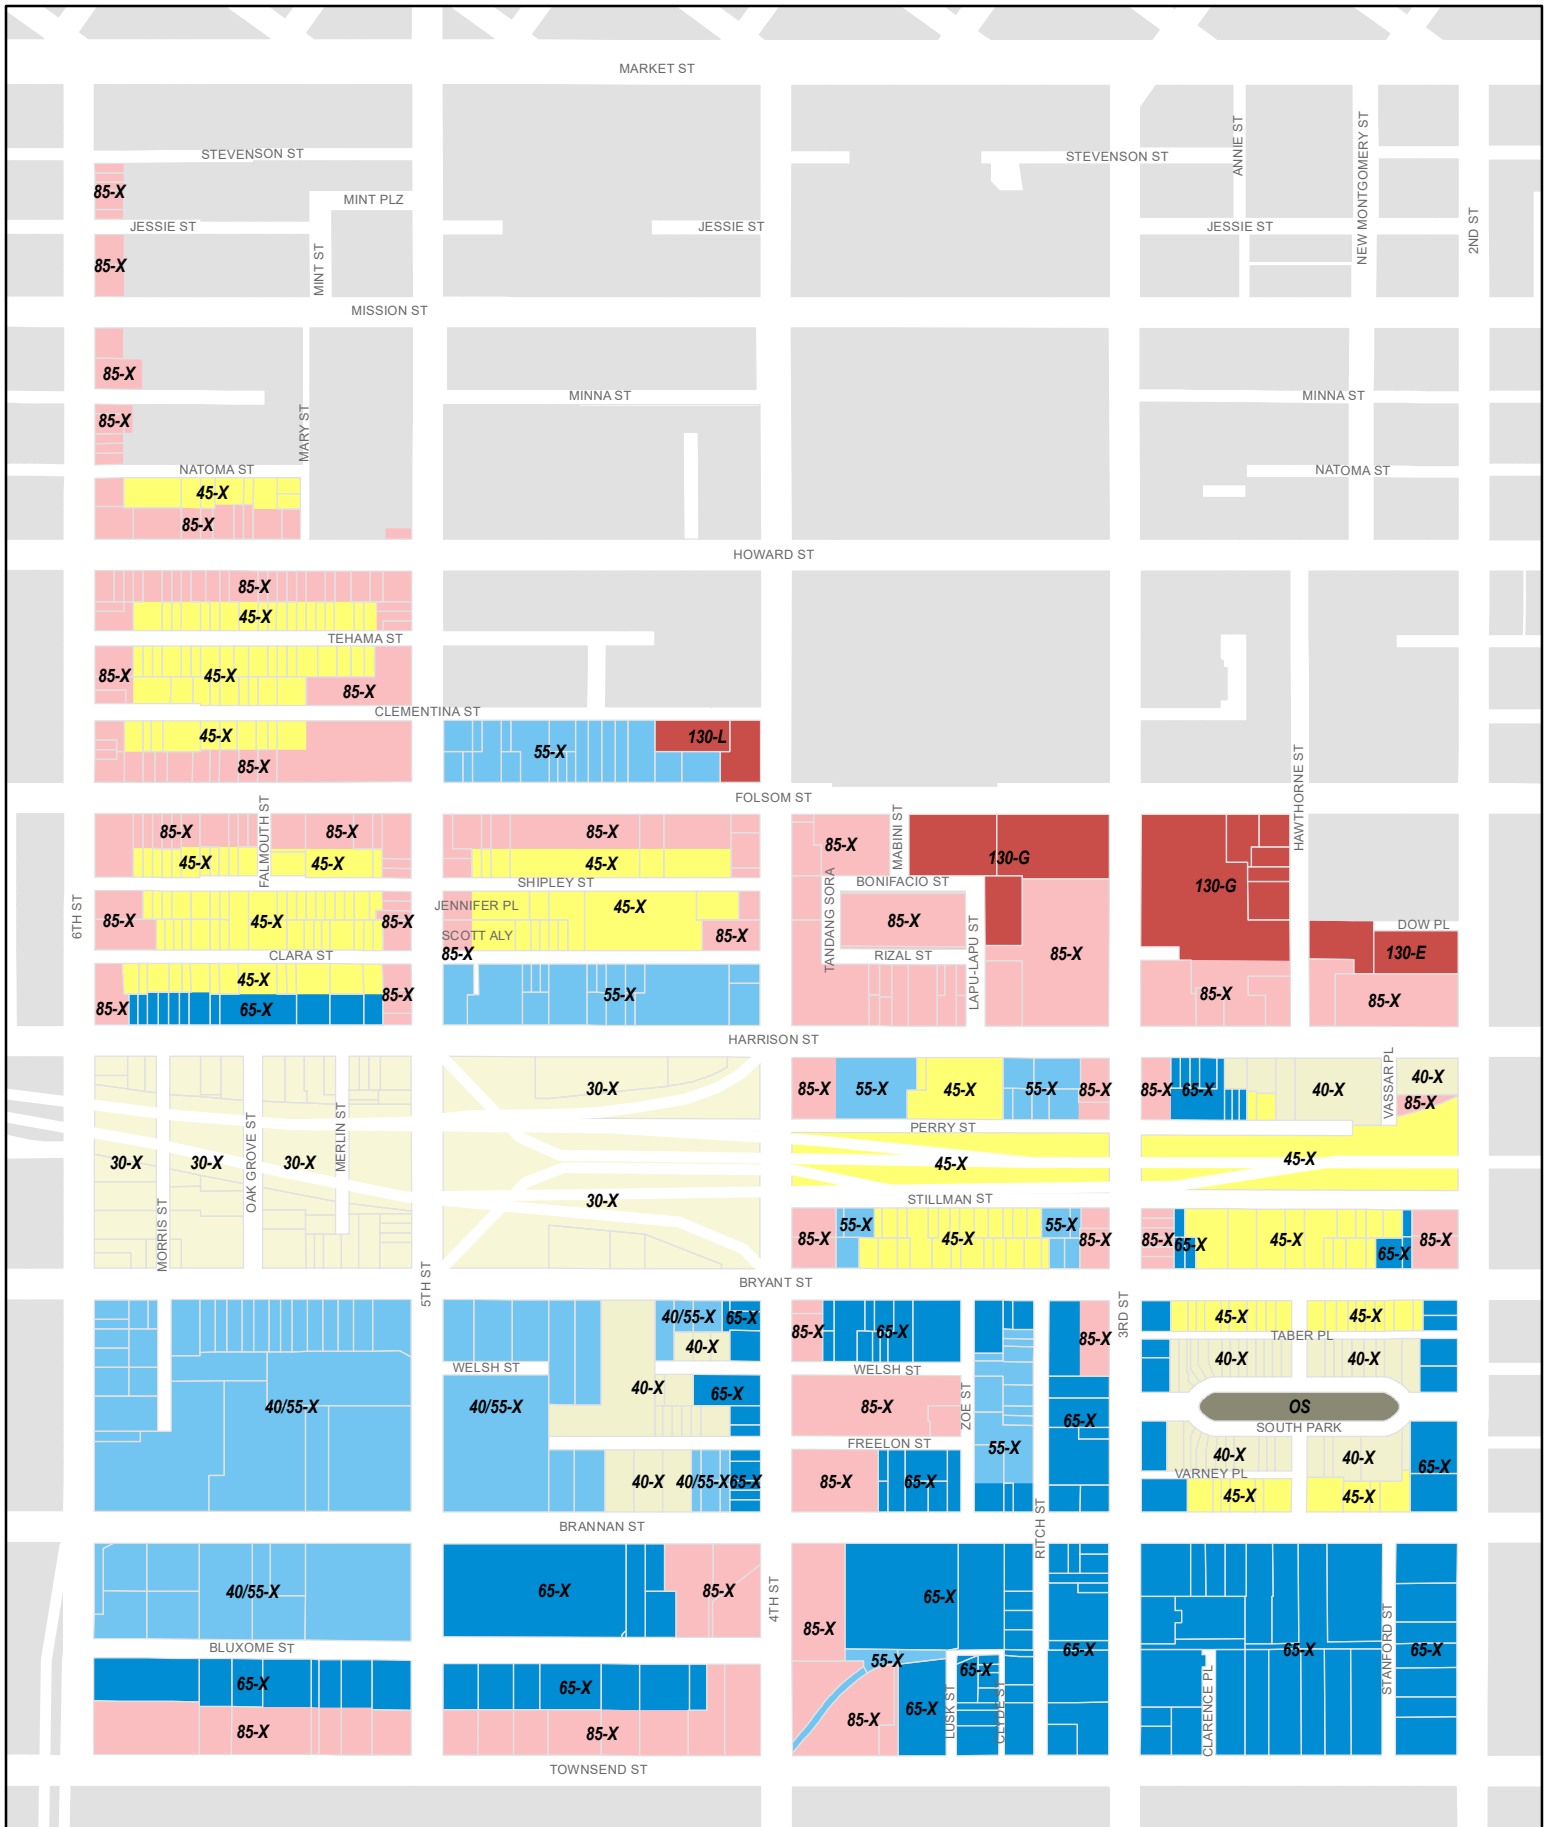 MARKET ST
STEVENSON ST
STEVENSON ST
ANNIE ST
NEW MONTGOMERY ST
85-X
MINT PLZ
JESSIE ST
JESSIE ST
JESSIE ST
2ND ST
85-X
MINT ST
MISSION ST
85-X
MINNA ST
MINNA ST
85-X
MARY ST
NATOMA ST
NATOMA ST
45-X
85-X
HOWARD ST
85-X
45-X
TEHAMA ST
85-X
45-X
85-X
CLEMENTINA ST
45-X
130-L
55-X
85-X
HAWTHORNE ST
FOLSOM ST
FALMOUTH ST
85-X
85-X
85-X
85-X
MABINI ST
130-G
45-X
45-X
45-X
SHIPLEY ST
BONIFACIO ST
130-G
6TH ST
85-X
45-X
85-X
JENNIFER PL
45-X
85-X
TANDANG SORA
LAPU-LAPU ST
DOW PL
SCOTT ALY
85-X
130-E
CLARA ST
85-X
RIZAL ST
85-X
45-X
85-X
55-X
85-X
85-X
85-X
65-X
HARRISON ST
30-X
85-X
55-X
45-X
55-X
85-X
85-X
65-X
40-X
VASSAR PL
40-X
85-X
PERRY ST
30-X
30-X
30-X
OAK GROVE ST
MERLIN ST
45-X
45-X
30-X
STILLMAN ST
MORRIS ST
85-X
55-X
45-X
55-X
85-X
85-X
65-X
45-X
65-X
85-X
5TH ST
BRYANT ST
40/55-X
65-X
85-X
65-X
85-X
3RD ST
45-X
45-X
TABER PL
40-X
WELSH ST
WELSH ST
40-X
40-X
40/55-X
40/55-X
40-X
65-X
85-X
ZOE ST
65-X
OS
SOUTH PARK
FREELON ST
55-X
40-X
40-X
40-X
40/55-X
65-X
85-X
65-X
VARNEY PL
65-X
45-X
45-X
BRANNAN ST
RITCH ST
40/55-X
65-X
85-X
4TH ST
85-X
65-X
BLUXOME ST
65-X
65-X
STANFORD ST
65-X
55-X
65-X
65-X
65-X
CLARENCE PL
85-X
65-X
LUSK ST
CLYDE ST
85-X
85-X
TOWNSEND ST